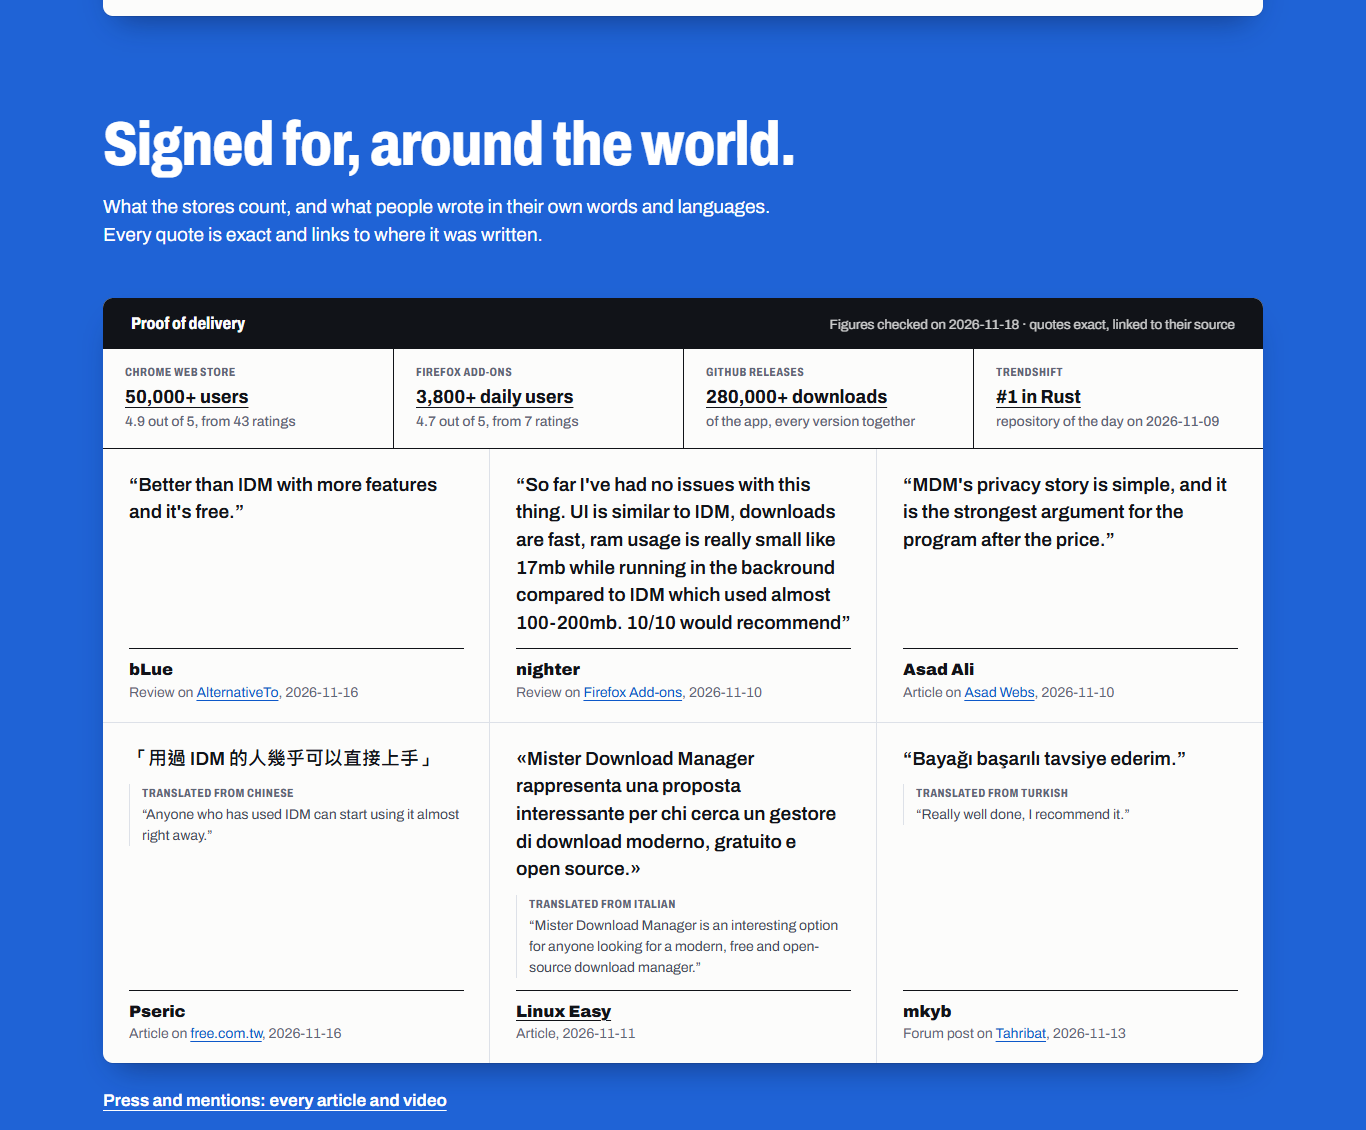 Signed for, around the world.
What the stores count, and what people wrote in their own words and languages.
Every quote is exact and links to where it was written.
Proof of delivery
Figures checked on 2026-11-18 · quotes exact, linked to their source
CHROME WEB STORE
50,000+ users
4.9 out of 5, from 43 ratings
FIREFOX ADD-ONS
3,800+ daily users
4.7 out of 5, from 7 ratings
GITHUB RELEASES
280,000+ downloads
of the app, every version together
TRENDSHIFT
#1 in Rust
repository of the day on 2026-11-09
“Better than IDM with more features
and it's free.”
bLue
Review on AlternativeTo, 2026-11-16
“So far I've had no issues with this
thing. UI is similar to IDM, downloads
are fast, ram usage is really small like
17mb while running in the backround
compared to IDM which used almost
100-200mb. 10/10 would recommend”
nighter
Review on Firefox Add-ons, 2026-11-10
“MDM's privacy story is simple, and it
is the strongest argument for the
program after the price.”
Asad Ali
Article on Asad Webs, 2026-11-10
「用過 IDM 的人幾乎可以直接上手」
TRANSLATED FROM CHINESE
“Anyone who has used IDM can start using it almost
right away.”
Pseric
Article on free.com.tw, 2026-11-16
«Mister Download Manager
rappresenta una proposta
interessante per chi cerca un gestore
di download moderno, gratuito e
open source.»
TRANSLATED FROM ITALIAN
“Mister Download Manager is an interesting option
for anyone looking for a modern, free and open-
source download manager.”
Linux Easy
Article, 2026-11-11
“Bayağı başarılı tavsiye ederim.”
TRANSLATED FROM TURKISH
“Really well done, I recommend it.”
mkyb
Forum post on Tahribat, 2026-11-13
Press and mentions: every article and video